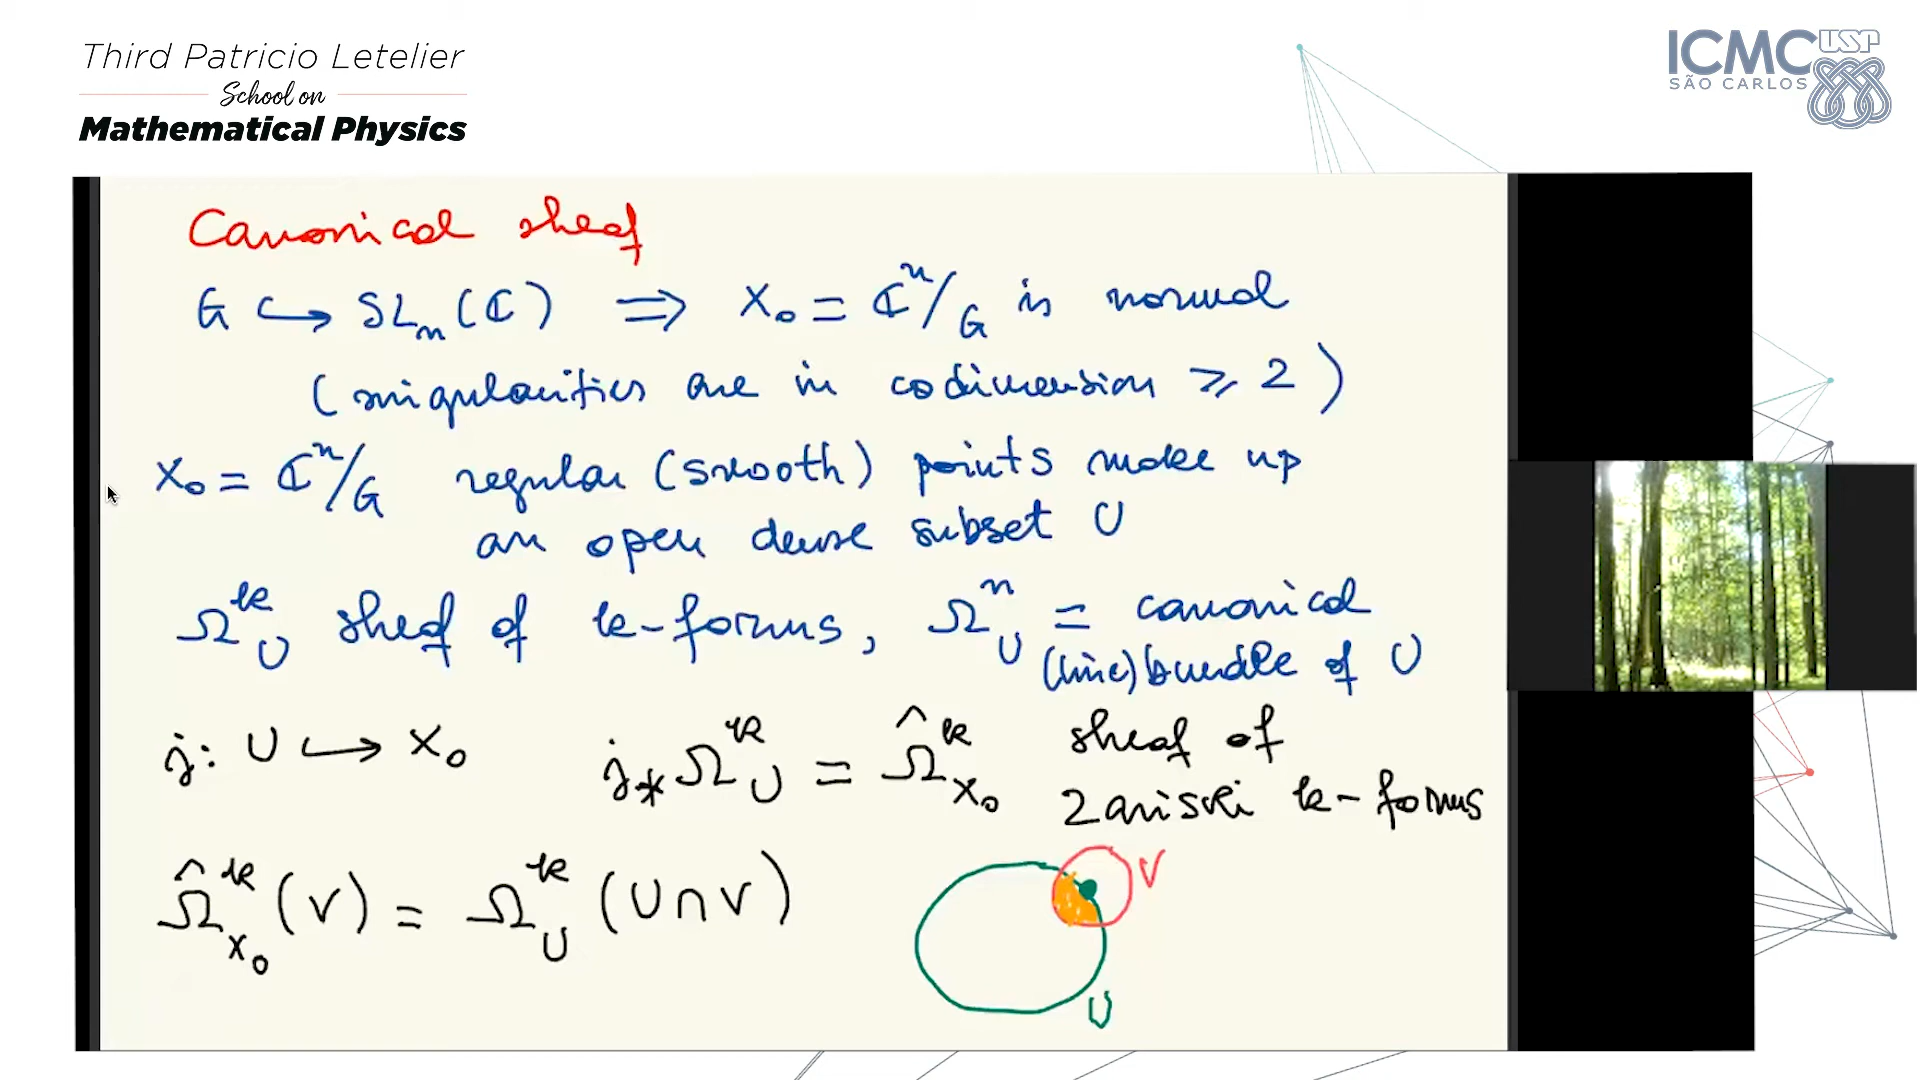 Third Patricio Letelier
School on
Mathematical Physics
ICMC USP
SÃO CARLOS
Canonical sheaf
G ↪ SLₙ(ℂ) ⟹ X₀ = ℂⁿ/G is normal
(singularities are in codimension ⩾ 2)
X₀ = ℂⁿ/G regular (smooth) points make up
an open dense subset U
Ωᵏ_U sheaf of k-forms, Ωⁿ_U = canonical
(line) bundle of U
j: U ↪ X₀ j_* Ωᵏ_U = Ω̂ᵏ_X₀ sheaf of
Zariski k-forms
Ω̂ᵏ_X₀ (V) = Ωᵏ_U (U∩V)
V
U